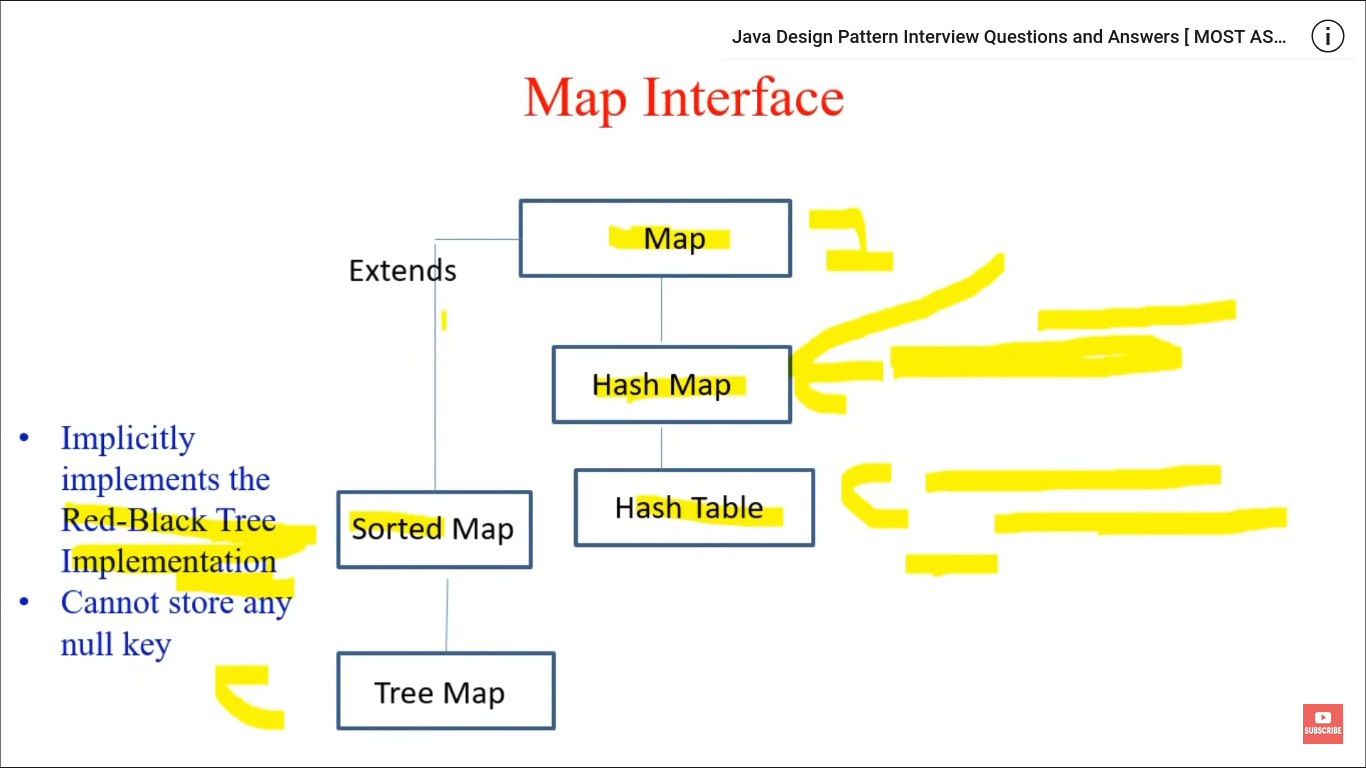 Java Design Pattern Interview Questions and Answers [ MOST AS...
Map Interface
Map
Extends
Hash Map
Hash Table
Sorted Map
Tree Map
• Implicitly
implements the
Red-Black Tree
Implementation
• Cannot store any
null key
SUBSCRIBE